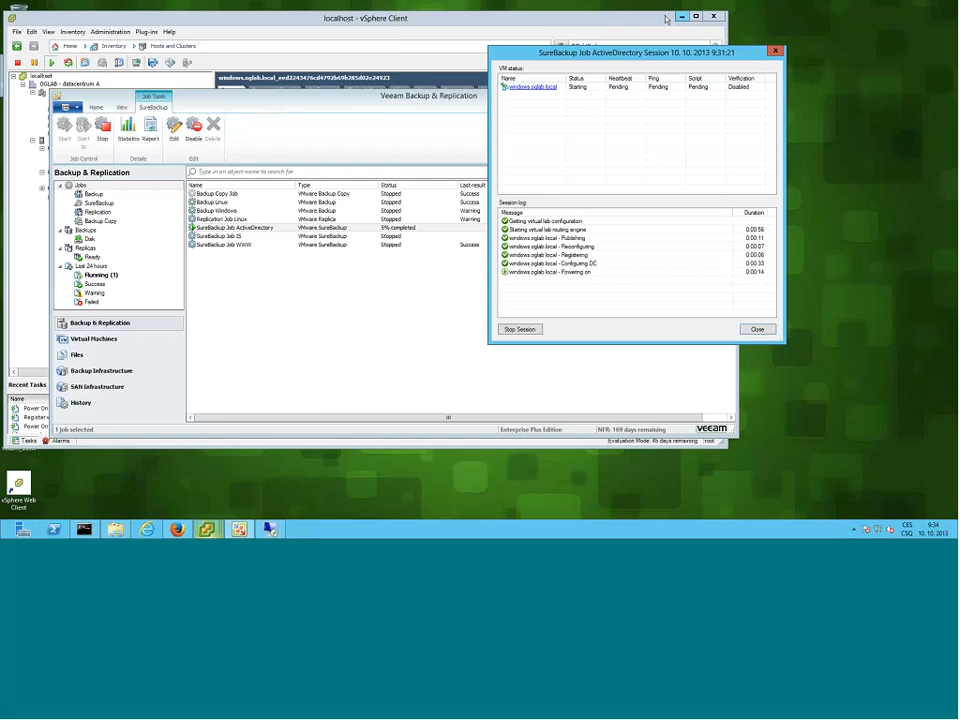 localhost - vSphere Client
File Edit View Inventory Administration Plug-ins Help
Home Inventory Hosts and Clusters
localhost
OGLAB - datacentrum A
windows.oglab.local_eed2243476cd4792b69b285d02e24923
Job Tools
Veeam Backup & Replication
Home View SureBackup
Start
Start to
Stop
Statistics
Report
Edit
Disable
Delete
Job Control
Details
Edit
Backup & Replication
Type in an object name to search for
Jobs
Backup
SureBackup
Replication
Backup Copy
Backups
Disk
Replicas
Ready
Last 24 hours
Running (1)
Success
Warning
Failed
Backup & Replication
Virtual Machines
Files
Backup Infrastructure
SAN Infrastructure
History
Name Type Status Last result
Backup Copy Job VMware Backup Copy Stopped Success
Backup Linux VMware Backup Stopped Success
Backup Windows VMware Backup Stopped Warning
Replication Job Linux VMware Replica Stopped Warning
SureBackup Job ActiveDirectory VMware SureBackup 5% completed
SureBackup Job IS VMware SureBackup Stopped
SureBackup Job WWW VMware SureBackup Stopped Success
1 job selected
Enterprise Plus Edition
NFR: 169 days remaining
veeam
SureBackup Job ActiveDirectory Session 10. 10. 2013 9:31:21
VM status:
Name Status Heartbeat Ping Script Verification
windows.oglab.local Starting Pending Pending Pending Disabled
Session log:
Message Duration
Getting virtual lab configuration
Starting virtual lab routing engine 0:00:56
windows.oglab.local - Publishing 0:00:11
windows.oglab.local - Reconfiguring 0:00:07
windows.oglab.local - Registering 0:00:06
windows.oglab.local - Configuring DC 0:00:33
windows.oglab.local - Powering on 0:00:14
Stop Session
Close
Recent Tasks
Name
Power On
Register v
Power On
Tasks Alarms
Evaluation Mode: 45 days remaining root
vSphere Web
Client
CES
CSQ
9:34
10. 10. 2013